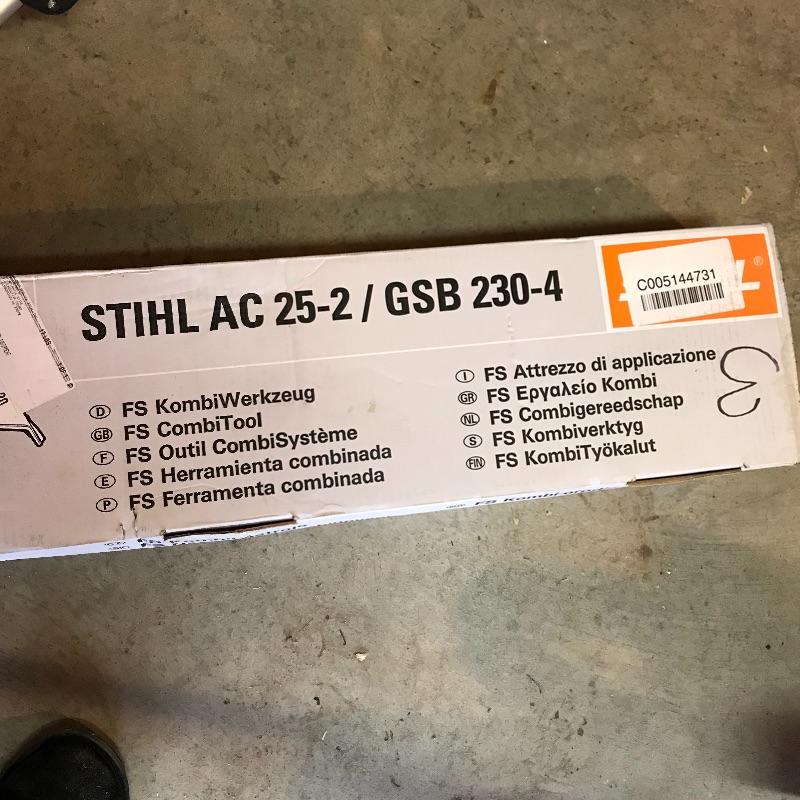 STIHL AC 25-2 / GSB 230-4
C005144731
®
D FS KombiWerkzeug
GB FS CombiTool
F FS Outil CombiSystème
E FS Herramienta combinada
P FS Ferramenta combinada
I FS Attrezzo di applicazione
GR FS Εργαλείο Kombi
NL FS Combigereedschap
S FS Kombiverktyg
FIN FS KombiTyökalut